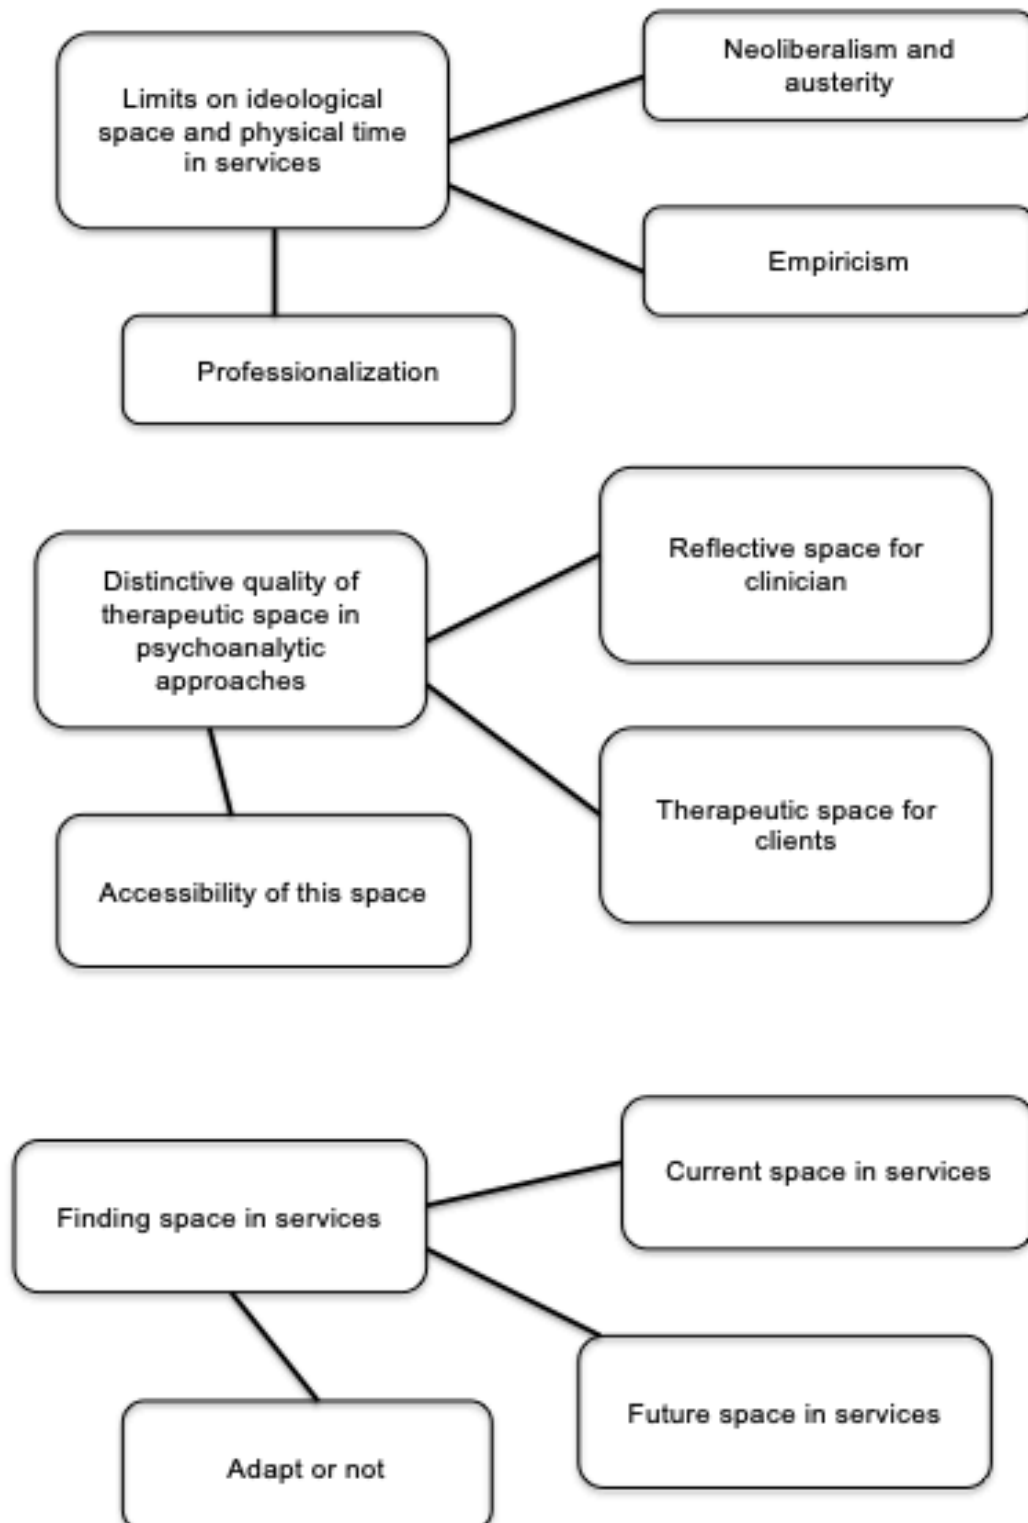 Limits on ideological
space and physical time
in services
Neoliberalism and
austerity
Empiricism
Professionalization
Distinctive quality of
therapeutic space in
psychoanalytic
approaches
Reflective space for
clinician
Therapeutic space for
clients
Accessibility of this space
Finding space in services
Current space in services
Future space in services
Adapt or not